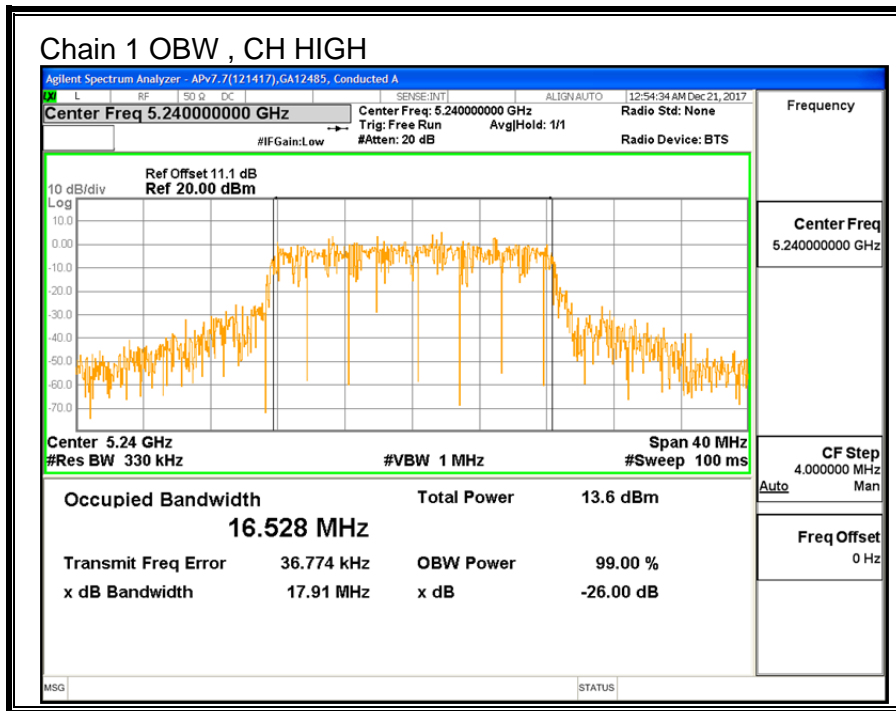 Chain 1 OBW , CH HIGH
Agilent Spectrum Analyzer - APv7.7(121417),GA12485, Conducted A
LXI L RF 50 Ω DC SENSE:INT ALIGN AUTO 12:54:34 AM Dec 21, 2017
Center Freq 5.240000000 GHz
Center Freq: 5.240000000 GHz
Radio Std: None
Trig: Free Run Avg|Hold: 1/1
#IFGain:Low
#Atten: 20 dB
Radio Device: BTS
Frequency
Ref Offset 11.1 dB
10 dB/div Ref 20.00 dBm
Log
10.0
0.00
-10.0
-20.0
-30.0
-40.0
-50.0
-60.0
-70.0
Center 5.24 GHz Span 40 MHz
#Res BW 330 kHz #VBW 1 MHz #Sweep 100 ms
Center Freq
5.240000000 GHz
CF Step
4.000000 MHz
Auto Man
Freq Offset
0 Hz
Occupied Bandwidth Total Power 13.6 dBm
16.528 MHz
Transmit Freq Error 36.774 kHz OBW Power 99.00 %
x dB Bandwidth 17.91 MHz x dB -26.00 dB
MSG STATUS